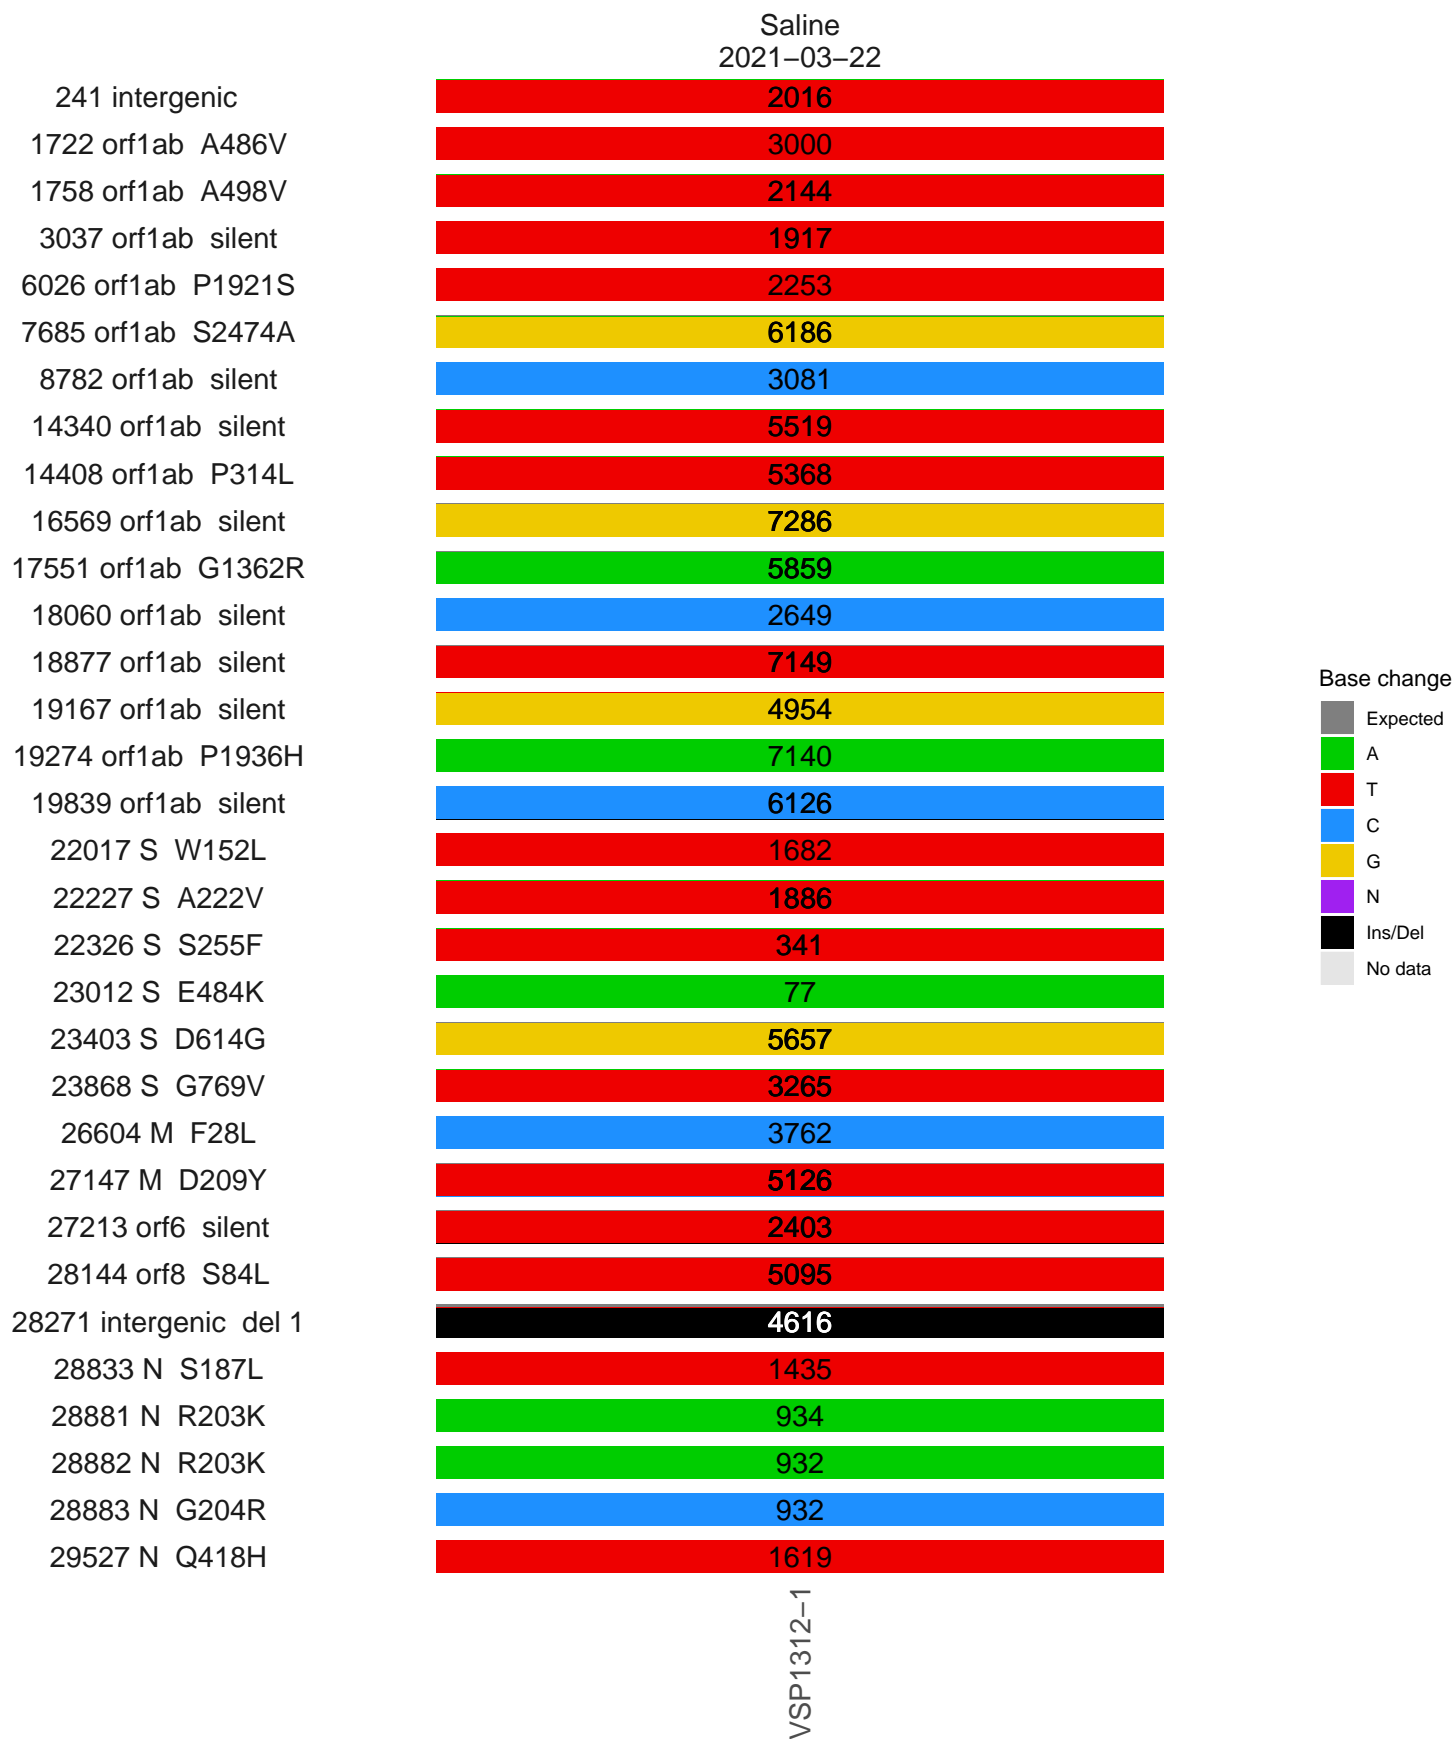 Saline
2021−03−22
241 intergenic 2016
1722 orf1ab A486V 3000
1758 orf1ab A498V 2144
3037 orf1ab silent 1917
6026 orf1ab P1921S 2253
7685 orf1ab S2474A 6186
8782 orf1ab silent 3081
14340 orf1ab silent 5519
14408 orf1ab P314L 5368
16569 orf1ab silent 7286
17551 orf1ab G1362R 5859
18060 orf1ab silent 2649
18877 orf1ab silent 7149
19167 orf1ab silent 4954
19274 orf1ab P1936H 7140
19839 orf1ab silent 6126
22017 S W152L 1682
22227 S A222V 1886
22326 S S255F 341
23012 S E484K 77
23403 S D614G 5657
23868 S G769V 3265
26604 M F28L 3762
27147 M D209Y 5126
27213 orf6 silent 2403
28144 orf8 S84L 5095
28271 intergenic del 1 4616
28833 N S187L 1435
28881 N R203K 934
28882 N R203K 932
28883 N G204R 932
29527 N Q418H 1619
VSP1312−1
Base change
Expected
A
T
C
G
N
Ins/Del
No data